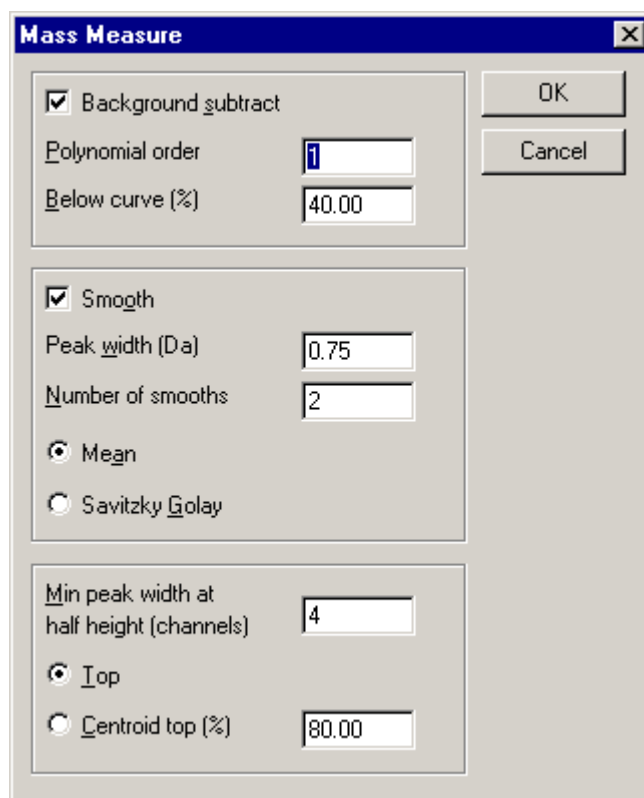 Mass Measure
OK
Cancel
Background subtract
Polynomial order 1
Below curve (%) 40.00
Smooth
Peak width (Da) 0.75
Number of smooths 2
Mean
Savitzky Golay
Min peak width at
half height (channels) 4
Top
Centroid top (%) 80.00